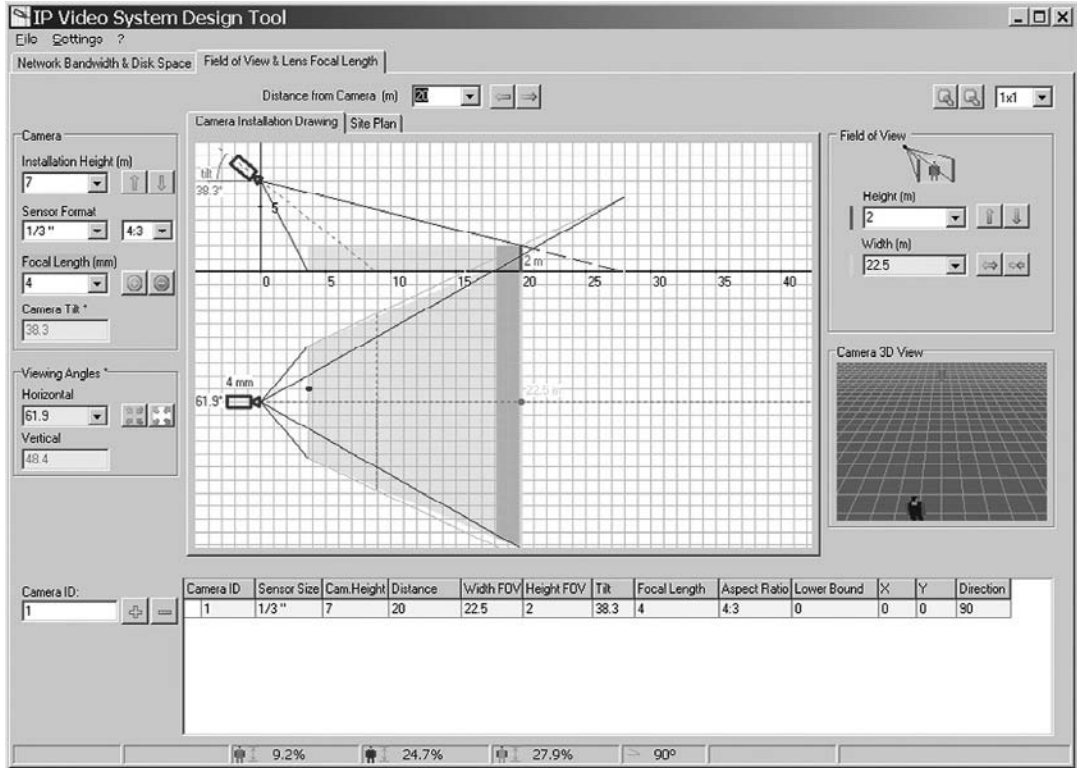 IP Video System Design Tool
File Settings ?
Network Bandwidth & Disk Space Field of View & Lens Focal Length
Distance from Camera (m) 20
1x1
Camera Installation Drawing Site Plan
Camera
Installation Height (m)
7
Sensor Format
1/3 " 4:3
Focal Length (mm)
4
Camera Tilt °
38.3
Viewing Angles °
Horizontal
61.9
Vertical
48.4
tilt
38.3°
5
2 m
0 5 10 15 20 25 30 35 40
4 mm
61.9°
22.5 m
Field of View
Height (m)
2
Width (m)
22.5
Camera 3D View
Camera ID:
1
Camera ID Sensor Size Cam.Height Distance Width FOV Height FOV Tilt Focal Length Aspect Ratio Lower Bound X Y Direction
1 1/3 " 7 20 22.5 2 38.3 4 4:3 0 0 0 90
9.2% 24.7% 27.9% 90°